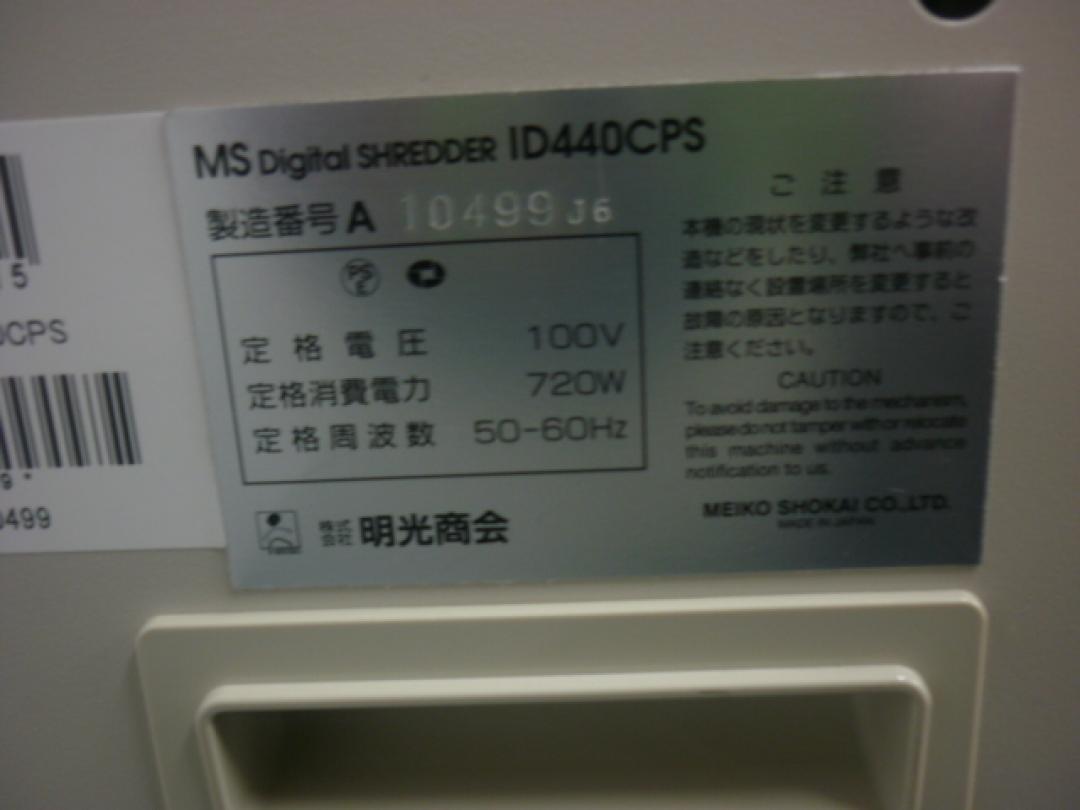 MS Digital SHREDDER ID440CPS
製造番号 A 10499 J6
PS
E
定格電圧 100V
定格消費電力 720W
定格周波数 50-60Hz
株式会社 明光商会
ご注意
本機の現状を変更するような改
造などをしたり、弊社へ事前の
連絡なく設置場所を変更すると
故障の原因となりますので、ご
注意ください。
CAUTION
To avoid damage to the mechanism,
please do not tamper with or relocate
this machine without advance
notification to us.
MEIKO SHOKAI CO.,LTD.
MADE IN JAPAN
15
0CPS
9*
0499